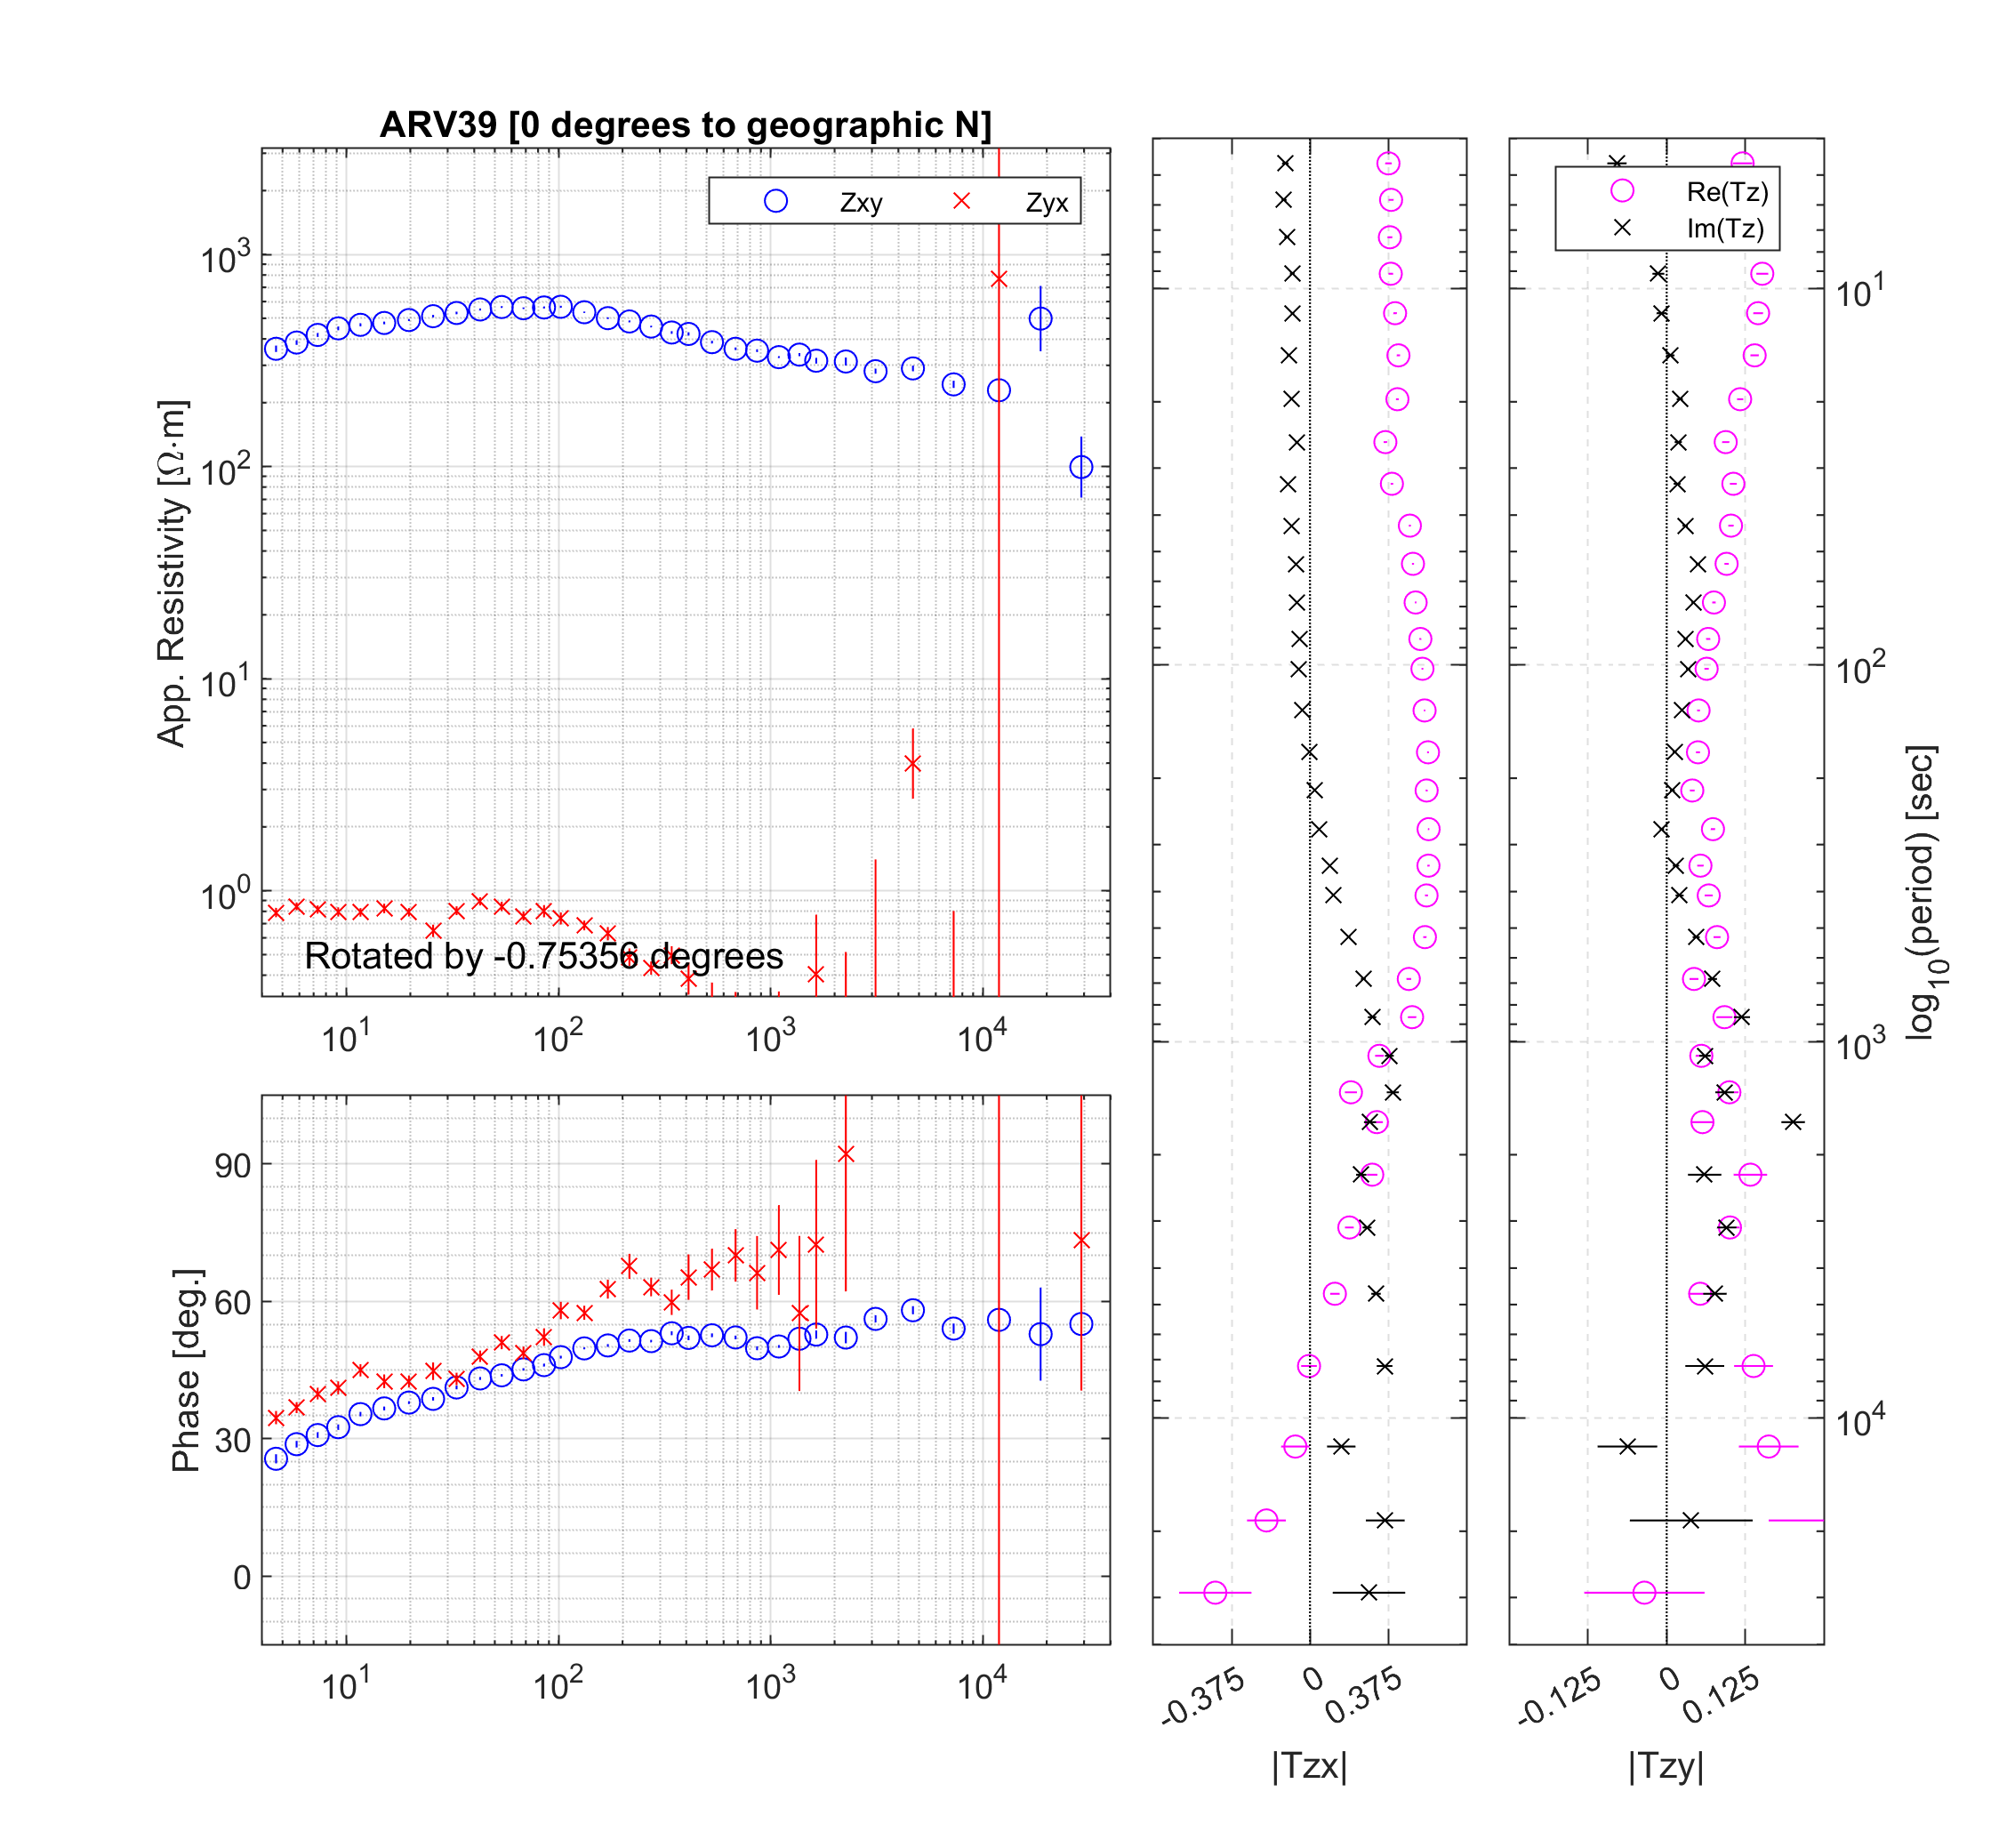 ARV39 [0 degrees to geographic N]
Zxy Zyx
App. Resistivity [Ω·m]
10^3
10^2
10^1
10^0
Rotated by -0.75356 degrees
10^1 10^2 10^3 10^4
Phase [deg.]
90
60
30
0
10^1 10^2 10^3 10^4
-0.375 0 0.375
|Tzx|
Re(Tz)
Im(Tz)
-0.125 0 0.125
|Tzy|
10^1
10^2
10^3
10^4
log_10(period) [sec]